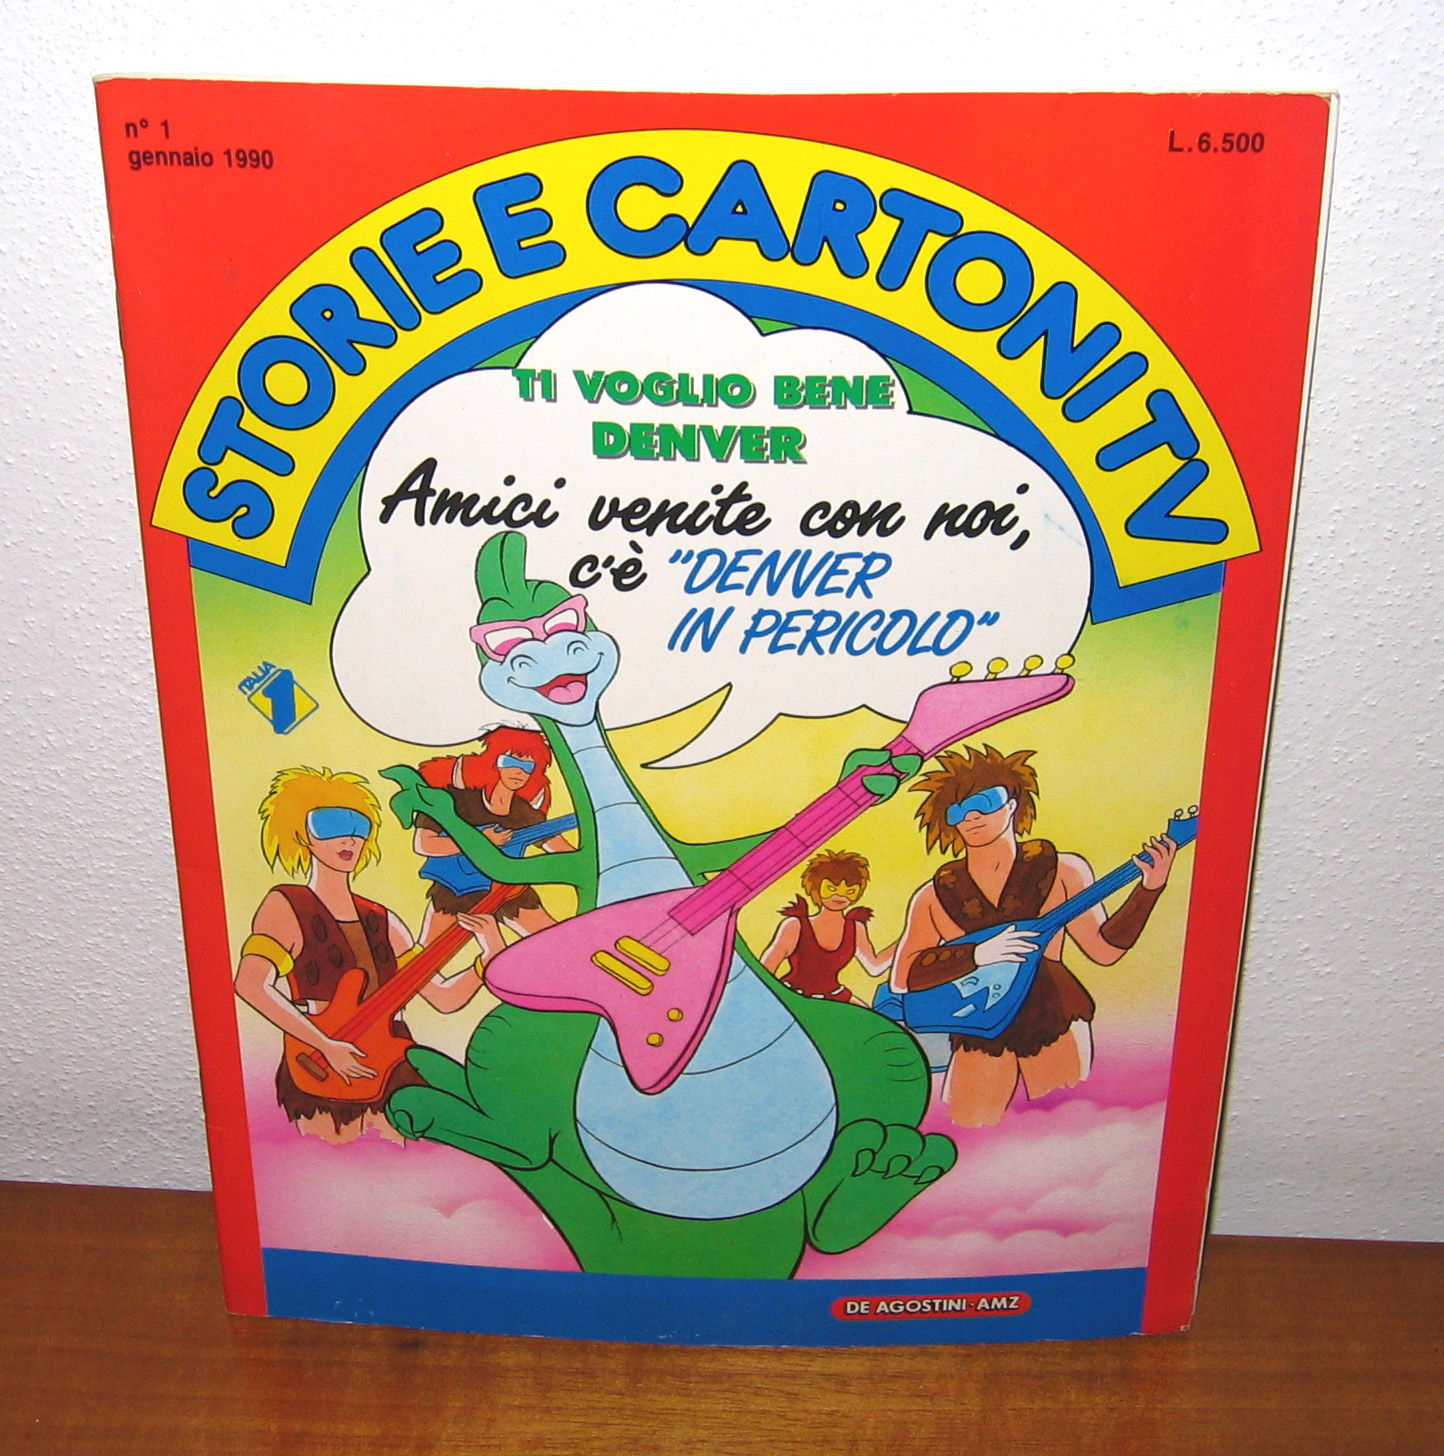 n° 1
gennaio 1990
L. 6.500
STORIE E CARTONI TV
TI VOGLIO BENE
DENVER
Amici venite con noi,
c'è "DENVER
IN PERICOLO"
ITALIA
1
DE AGOSTINI·AMZ